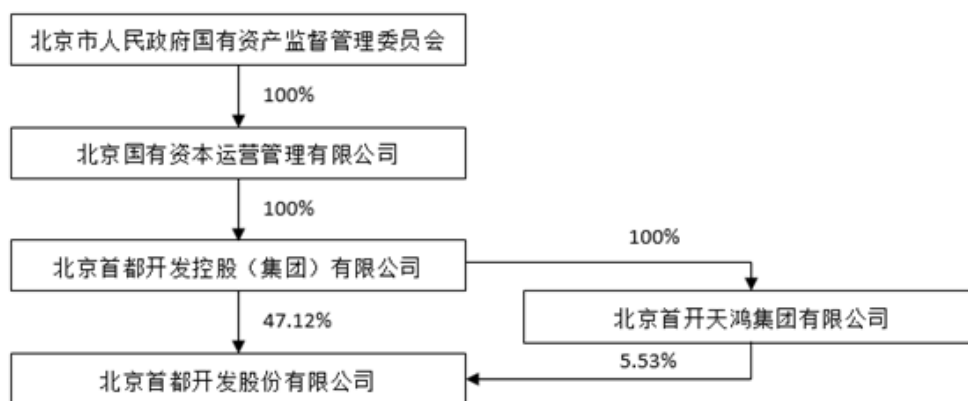 北京市人民政府国有资产监督管理委员会
100%
北京国有资本运营管理有限公司
100%
100%
北京首都开发控股（集团）有限公司
北京首开天鸿集团有限公司
47.12%
5.53%
北京首都开发股份有限公司